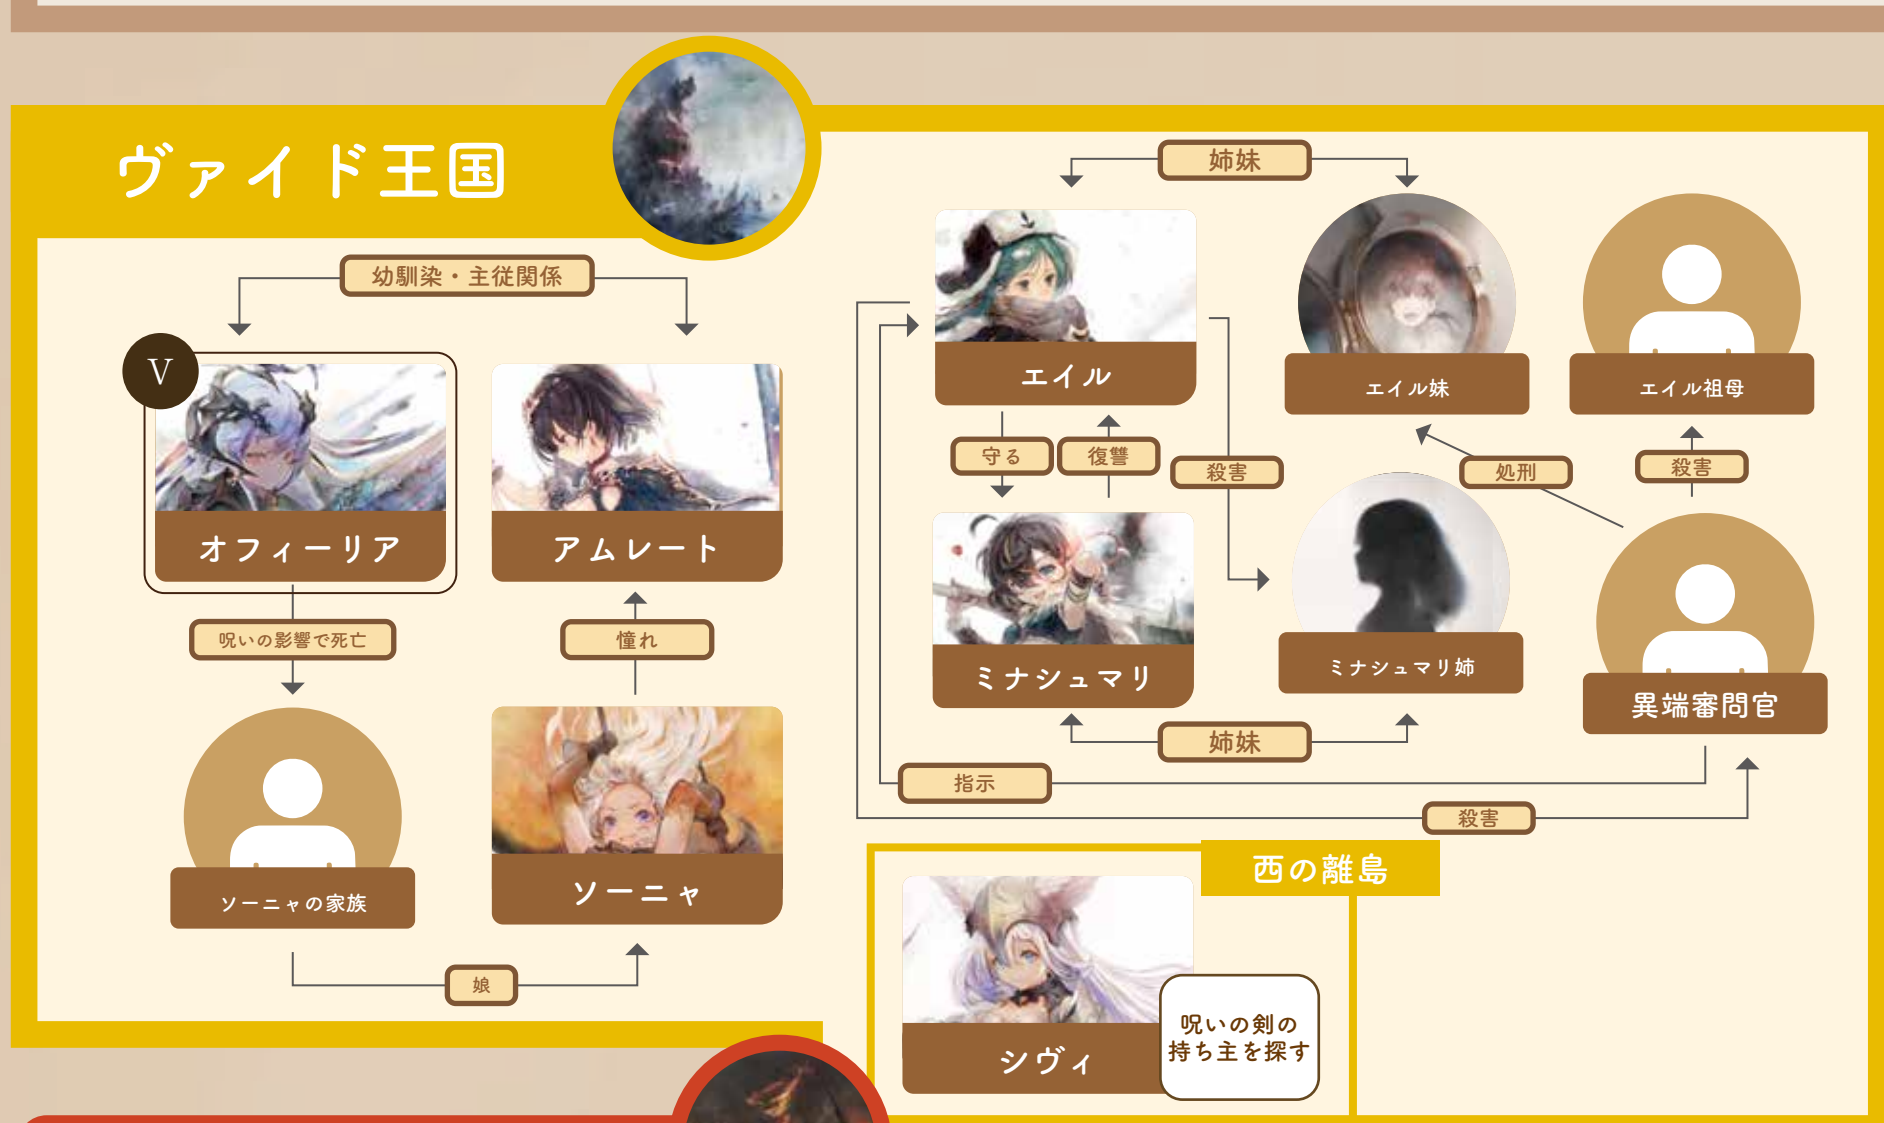 ヴァイド王国
幼馴染・主従関係
V
オフィーリア
アムレート
呪いの影響で死亡
憧れ
ソーニャの家族
ソーニャ
娘
姉妹
エイル
エイル妹
エイル祖母
守る
復讐
殺害
処刑
殺害
ミナシュマリ
ミナシュマリ姉
異端審問官
姉妹
指示
殺害
西の離島
シヴィ
呪いの剣の
持ち主を探す